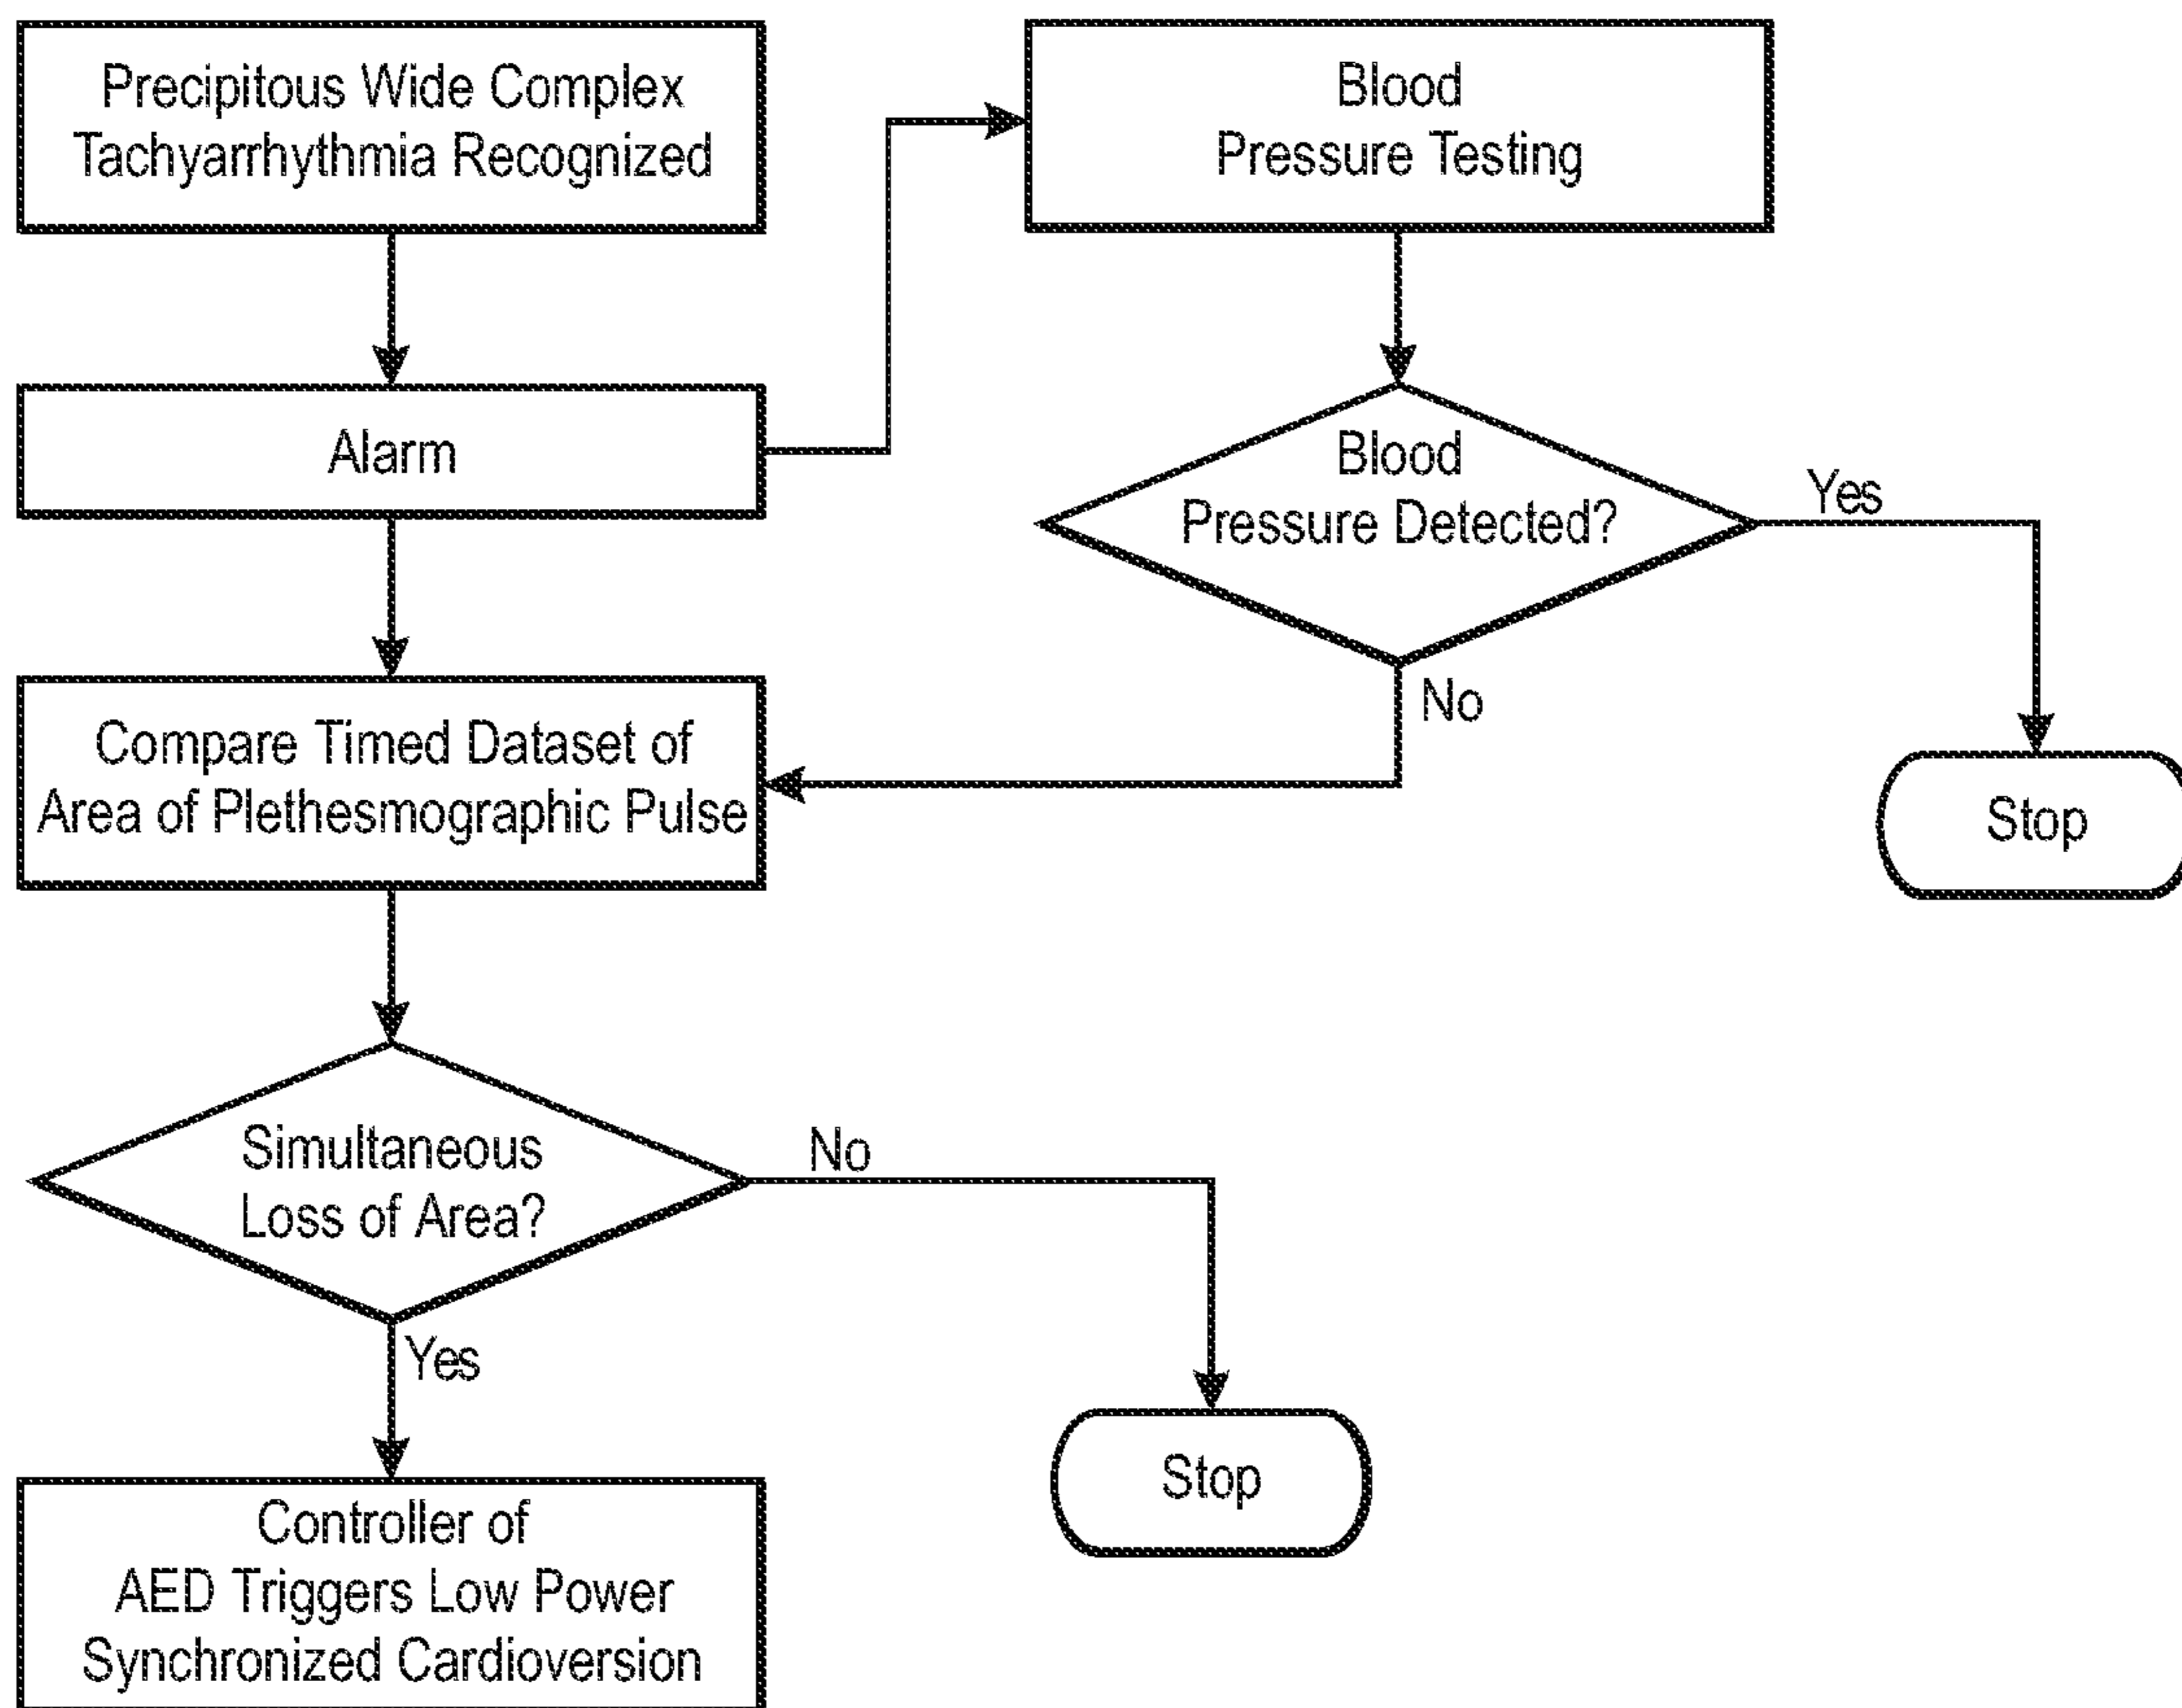 Precipitous Wide Complex
Tachyarrhythmia Recognized
Blood
Pressure Testing
Alarm
Blood
Pressure Detected?
Yes
No
Compare Timed Dataset of
Area of Plethesmographic Pulse
Stop
Simultaneous
Loss of Area?
No
Yes
Stop
Controller of
AED Triggers Low Power
Synchronized Cardioversion